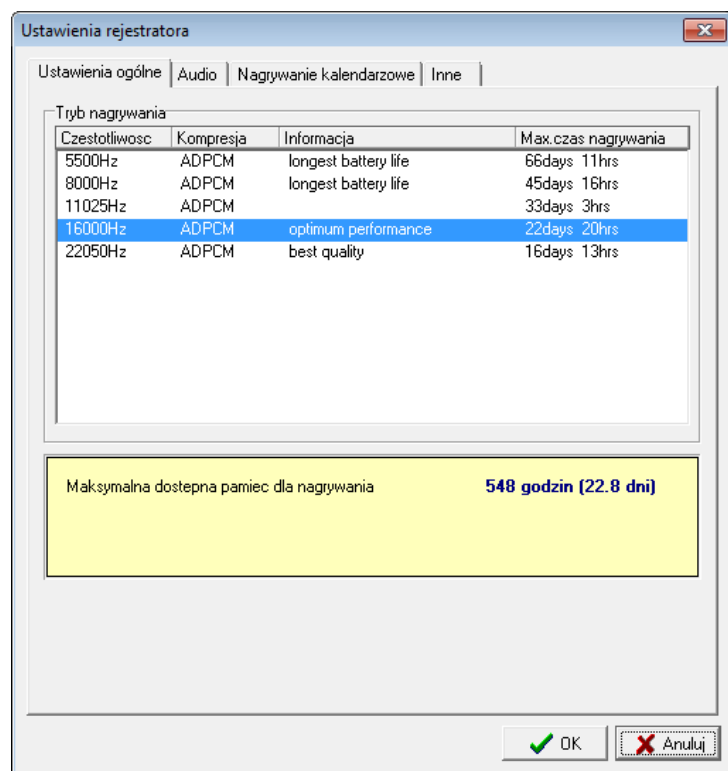 Ustawienia rejestratora
Ustawienia ogólne Audio Nagrywanie kalendarzowe Inne
Tryb nagrywania
Czestotliwosc Kompresja Informacja Max.czas nagrywania
5500Hz ADPCM longest battery life 66days 11hrs
8000Hz ADPCM longest battery life 45days 16hrs
11025Hz ADPCM 33days 3hrs
16000Hz ADPCM optimum performance 22days 20hrs
22050Hz ADPCM best quality 16days 13hrs
Maksymalna dostepna pamiec dla nagrywania 548 godzin (22.8 dni)
OK Anuluj